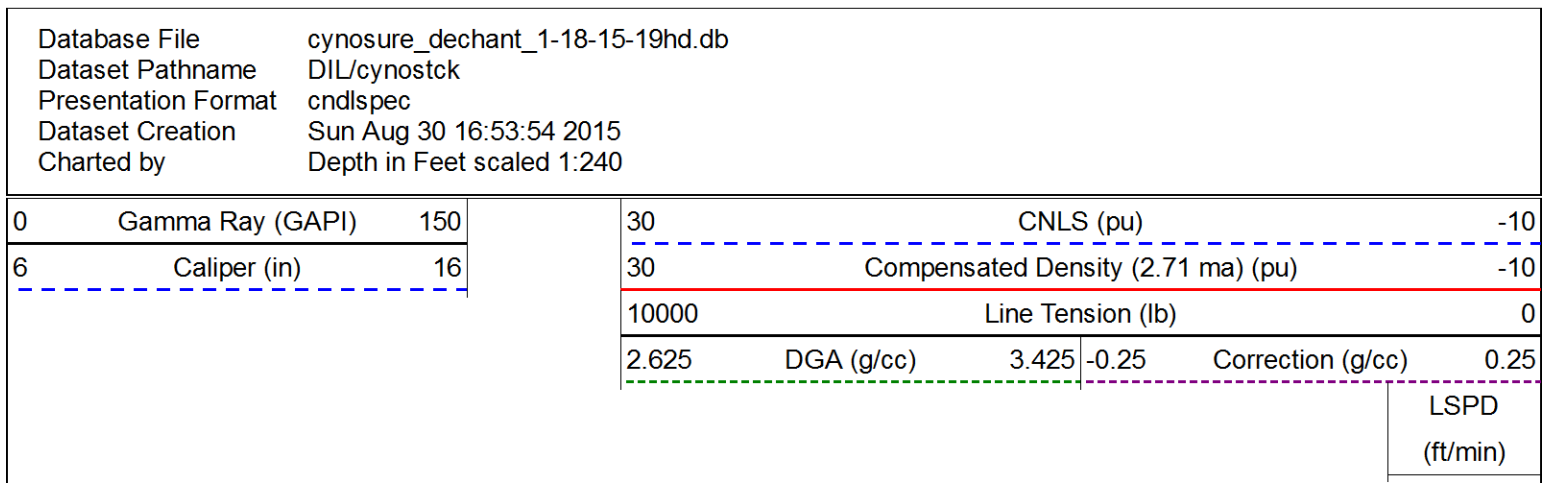 Database File cynosure_dechant_1-18-15-19hd.db
Dataset Pathname DIL/cynostck
Presentation Format cndlspec
Dataset Creation Sun Aug 30 16:53:54 2015
Charted by Depth in Feet scaled 1:240
0 Gamma Ray (GAPI) 150 30 CNLS (pu) -10
6 Caliper (in) 16 30 Compensated Density (2.71 ma) (pu) -10
10000 Line Tension (lb) 0
2.625 DGA (g/cc) 3.425 -0.25 Correction (g/cc) 0.25
LSPD
(ft/min)